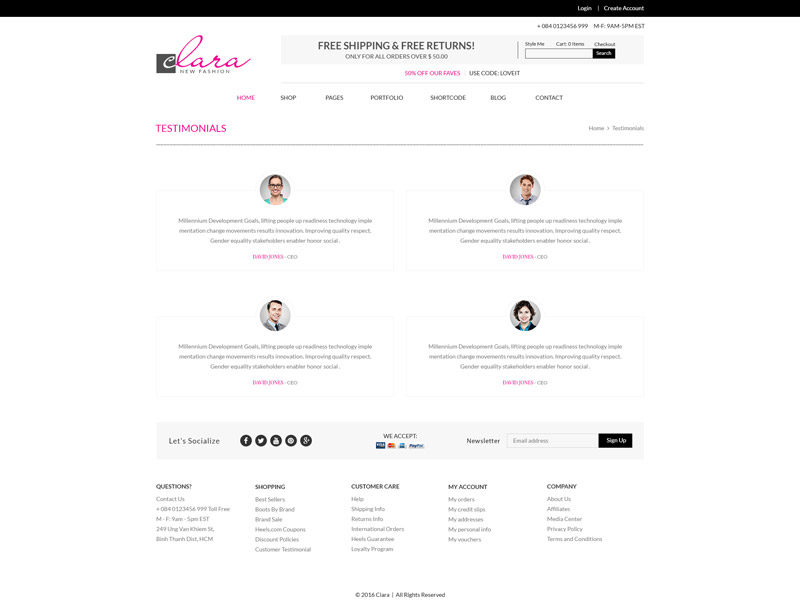 Login | Create Account
+ 084 0123456 999 M-F: 9AM-5PM EST
clara
NEW FASHION
FREE SHIPPING & FREE RETURNS!
ONLY FOR ALL ORDERS OVER $ 50.00
Style Me Cart: 0 Items Checkout
Search
50% OFF OUR FAVES | USE CODE: LOVEIT
HOME SHOP PAGES PORTFOLIO SHORTCODE BLOG CONTACT
TESTIMONIALS
Home > Testimonials
Millennium Development Goals, lifting people up readiness technology imple
mentation change movements results innovation. Improving quality respect.
Gender equality stakeholders enabler honor social .
DAVID JONES - CEO
Millennium Development Goals, lifting people up readiness technology imple
mentation change movements results innovation. Improving quality respect.
Gender equality stakeholders enabler honor social .
DAVID JONES - CEO
Millennium Development Goals, lifting people up readiness technology imple
mentation change movements results innovation. Improving quality respect.
Gender equality stakeholders enabler honor social .
DAVID JONES - CEO
Millennium Development Goals, lifting people up readiness technology imple
mentation change movements results innovation. Improving quality respect.
Gender equality stakeholders enabler honor social .
DAVID JONES - CEO
Let's Socialize
WE ACCEPT:
VISA PayPal
Newsletter Email address Sign Up
QUESTIONS?
Contact Us
+ 084 0123456 999 Toll Free
M - F: 9am - 5pm EST
249 Ung Van Khiem St,
Binh Thanh Dist, HCM
SHOPPING
Best Sellers
Boots By Brand
Brand Sale
Heels.com Coupons
Discount Policies
Customer Testimonial
CUSTOMER CARE
Help
Shipping Info
Returns Info
International Orders
Heels Guarantee
Loyalty Program
MY ACCOUNT
My orders
My credit slips
My addresses
My personal info
My vouchers
COMPANY
About Us
Affiliates
Media Center
Privacy Policy
Terms and Conditions
© 2016 Clara | All Rights Reserved